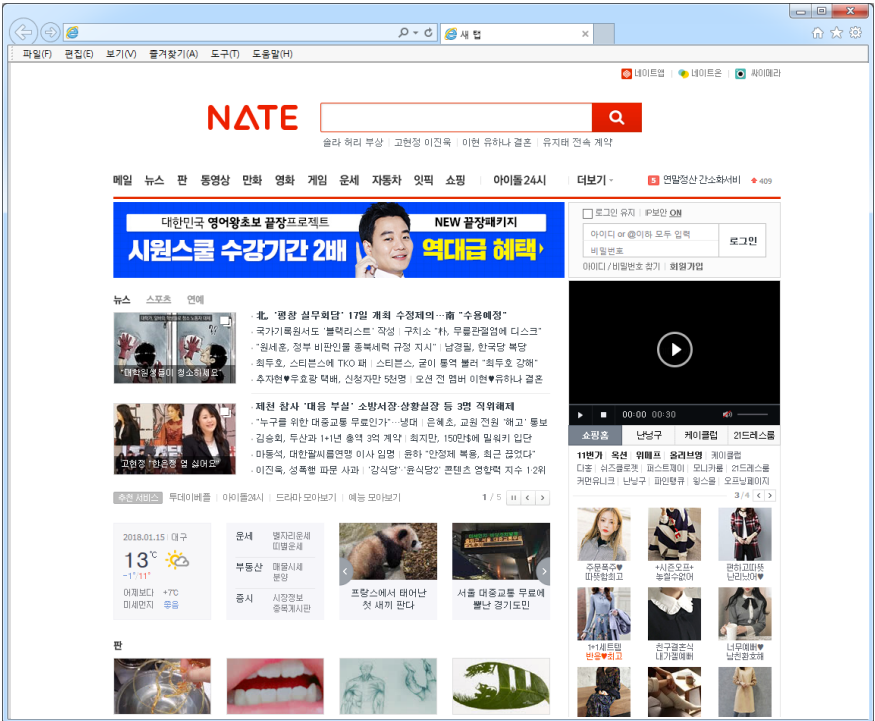 새 탭
파일(F) 편집(E) 보기(V) 즐겨찾기(A) 도구(T) 도움말(H)
네이트앱 네이트온 싸이메라
NATE
솔라 허리 부상 고현정 이진욱 이현 유하나 결혼 유지태 전속 계약
메일 뉴스 판 동영상 만화 영화 게임 운세 자동차 잇픽 쇼핑 아이돌24시 더보기
5 연말정산 간소화서비 409
대한민국 영어왕초보 끝장프로젝트
시원스쿨 수강기간 2배
NEW 끝장패키지
역대급 혜택
로그인 유지 IP보안 ON
아이디 or @이하 모두 입력
비밀번호
로그인
아이디 / 비밀번호 찾기 회원가입
뉴스 스포츠 연예
"대학일생들이 청소하세요"
고현정 "한은정 옆 싫어요"
北, '평창 실무회담' 17일 개최 수정제의…南 "수용예정"
국가기록원서도 '블랙리스트' 작성 구치소 "朴, 무릎관절염에 디스크"
"원세훈, 정부 비판인물 종북세력 규정 지시" 남경필, 한국당 복당
최두호, 스티븐스에 TKO 패 스티븐스, 굳이 통역 불러 "최두호 강해"
추자현♥우효광 택배, 신청자만 5천명 오션 전 멤버 이현♥유하나 결혼
제천 참사 '대응 부실' 소방서장·상황실장 등 3명 직위해제
"누구를 위한 대중교통 무료인가"…냉대 은혜초, 교원 전원 '해고' 통보
김승회, 두산과 1+1년 총액 3억 계약 최지만, 150만$에 밀워키 입단
마동석, 대한팔씨름연맹 이사 임명 윤하 "안정제 복용, 최근 끊었다"
이진욱, 성폭행 파문 사과 '강식당'·'윤식당2' 콘텐츠 영향력 지수 1·2위
추천 서비스 투데이베플 아이돌24시 드라마 모아보기 예능 모아보기 1 / 5
2018.01.15 대구
13℃
-1°/11°
어제보다 +7℃
미세먼지 좋음
운세 별자리운세
띠별운세
부동산 매물시세
분양
증시 시장정보
종목게시판
프랑스에서 태어난
첫 새끼 판다
서울 대중교통 무료에
뿔난 경기도민
판
00:00 00:30
쇼핑홈 난닝구 케이클럽 21드레스룸
11번가 옥션 위메프 올리브영 케이클럽
다홍 쉬즈클로젯 퍼스트제이 모니카룸 21드레스룸
커먼유니크 난닝구 파인땡큐 윙스몰 오프닝페이지
3 / 4
주문폭주♥
따뜻함최고
+시즌오프+
놓칠수없어
편하고따뜻
난리났어♥
1+1세트템
반응♥최고
친구결혼식
내가젤예뻐
너무예뻐♥
남친환호해